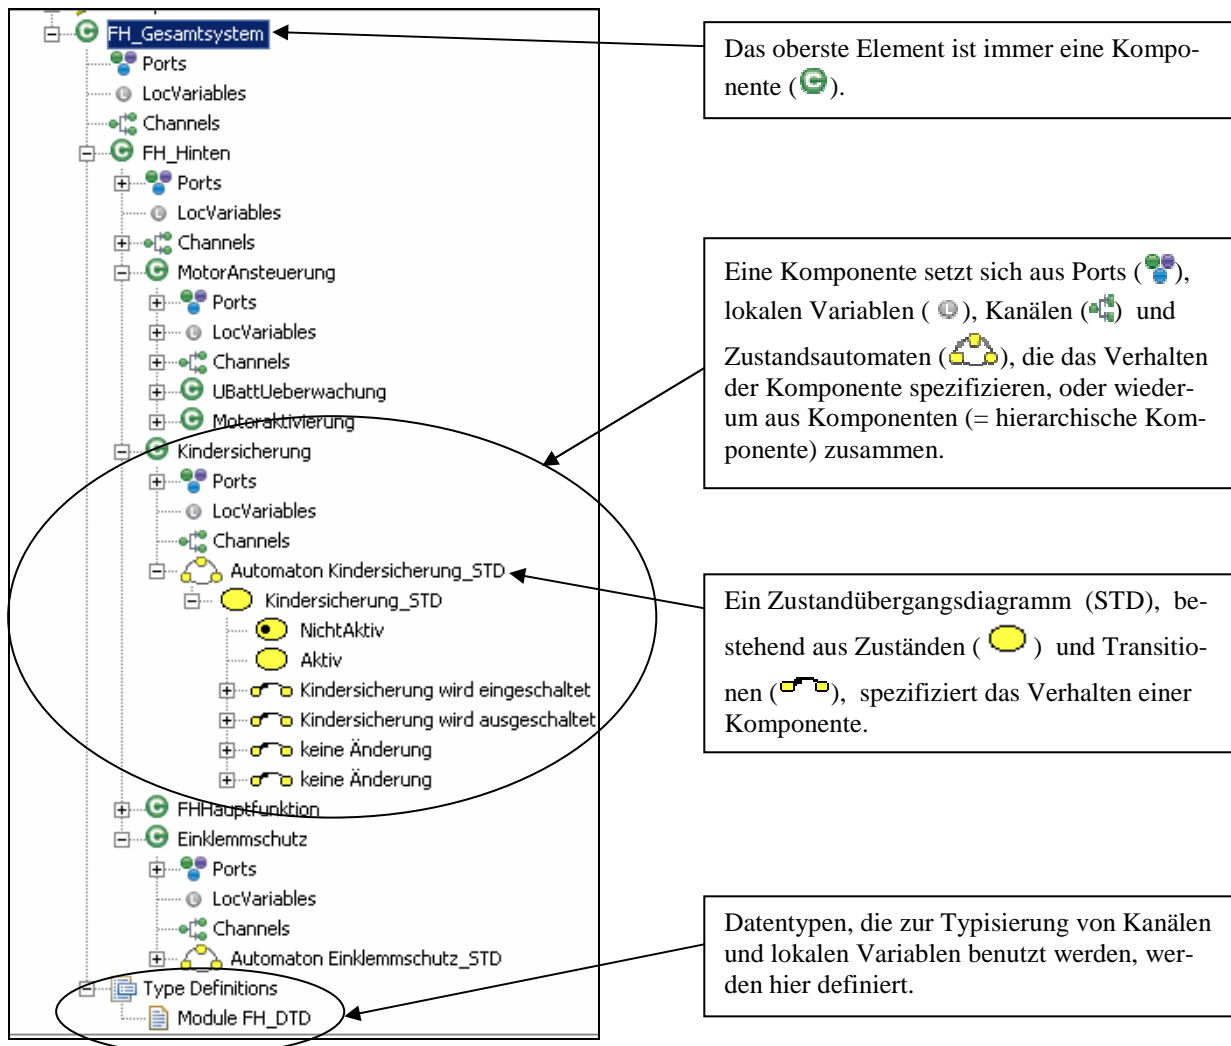 FH_Gesamtsystem
Ports
LocVariables
Channels
FH_Hinten
Ports
LocVariables
Channels
MotorAnsteuerung
Ports
LocVariables
Channels
UBattUeberwachung
Motoraktivierung
Kindersicherung
Ports
LocVariables
Channels
Automaton Kindersicherung_STD
Kindersicherung_STD
NichtAktiv
Aktiv
Kindersicherung wird eingeschaltet
Kindersicherung wird ausgeschaltet
keine Änderung
keine Änderung
FHHauptfunktion
Einklemmschutz
Ports
LocVariables
Channels
Automaton Einklemmschutz_STD
Type Definitions
Module FH_DTD
Das oberste Element ist immer eine Kompo-
nente ( ).
Eine Komponente setzt sich aus Ports ( ),
lokalen Variablen ( ), Kanälen ( ) und
Zustandsautomaten ( ), die das Verhalten
der Komponente spezifizieren, oder wieder-
um aus Komponenten (= hierarchische Kom-
ponente) zusammen.
Ein Zustandübergangsdiagramm (STD), be-
stehend aus Zuständen ( ) und Transitio-
nen ( ), spezifiziert das Verhalten einer
Komponente.
Datentypen, die zur Typisierung von Kanälen
und lokalen Variablen benutzt werden, wer-
den hier definiert.